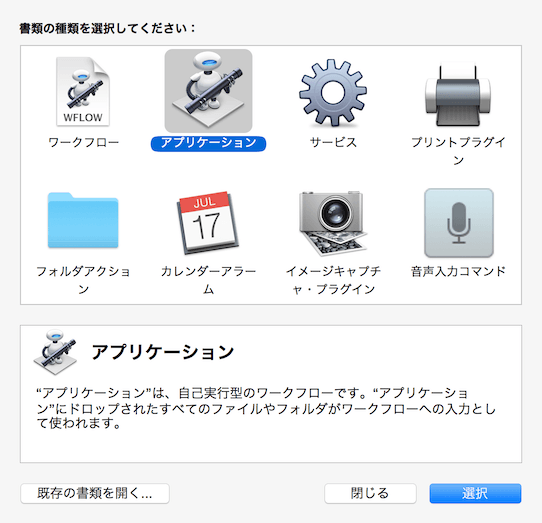 書類の種類を選択してください：
WFLOW
ワークフロー
アプリケーション
サービス
プリントプラグイ
ン
JUL
17
フォルダアクショ
ン
カレンダーアラー
ム
イメージキャプチ
ャ・プラグイン
音声入力コマンド
アプリケーション
“アプリケーション”は、自己実行型のワークフローです。“アプリケーショ
ン”にドロップされたすべてのファイルやフォルダがワークフローへの入力とし
て使われます。
既存の書類を開く...
閉じる
選択